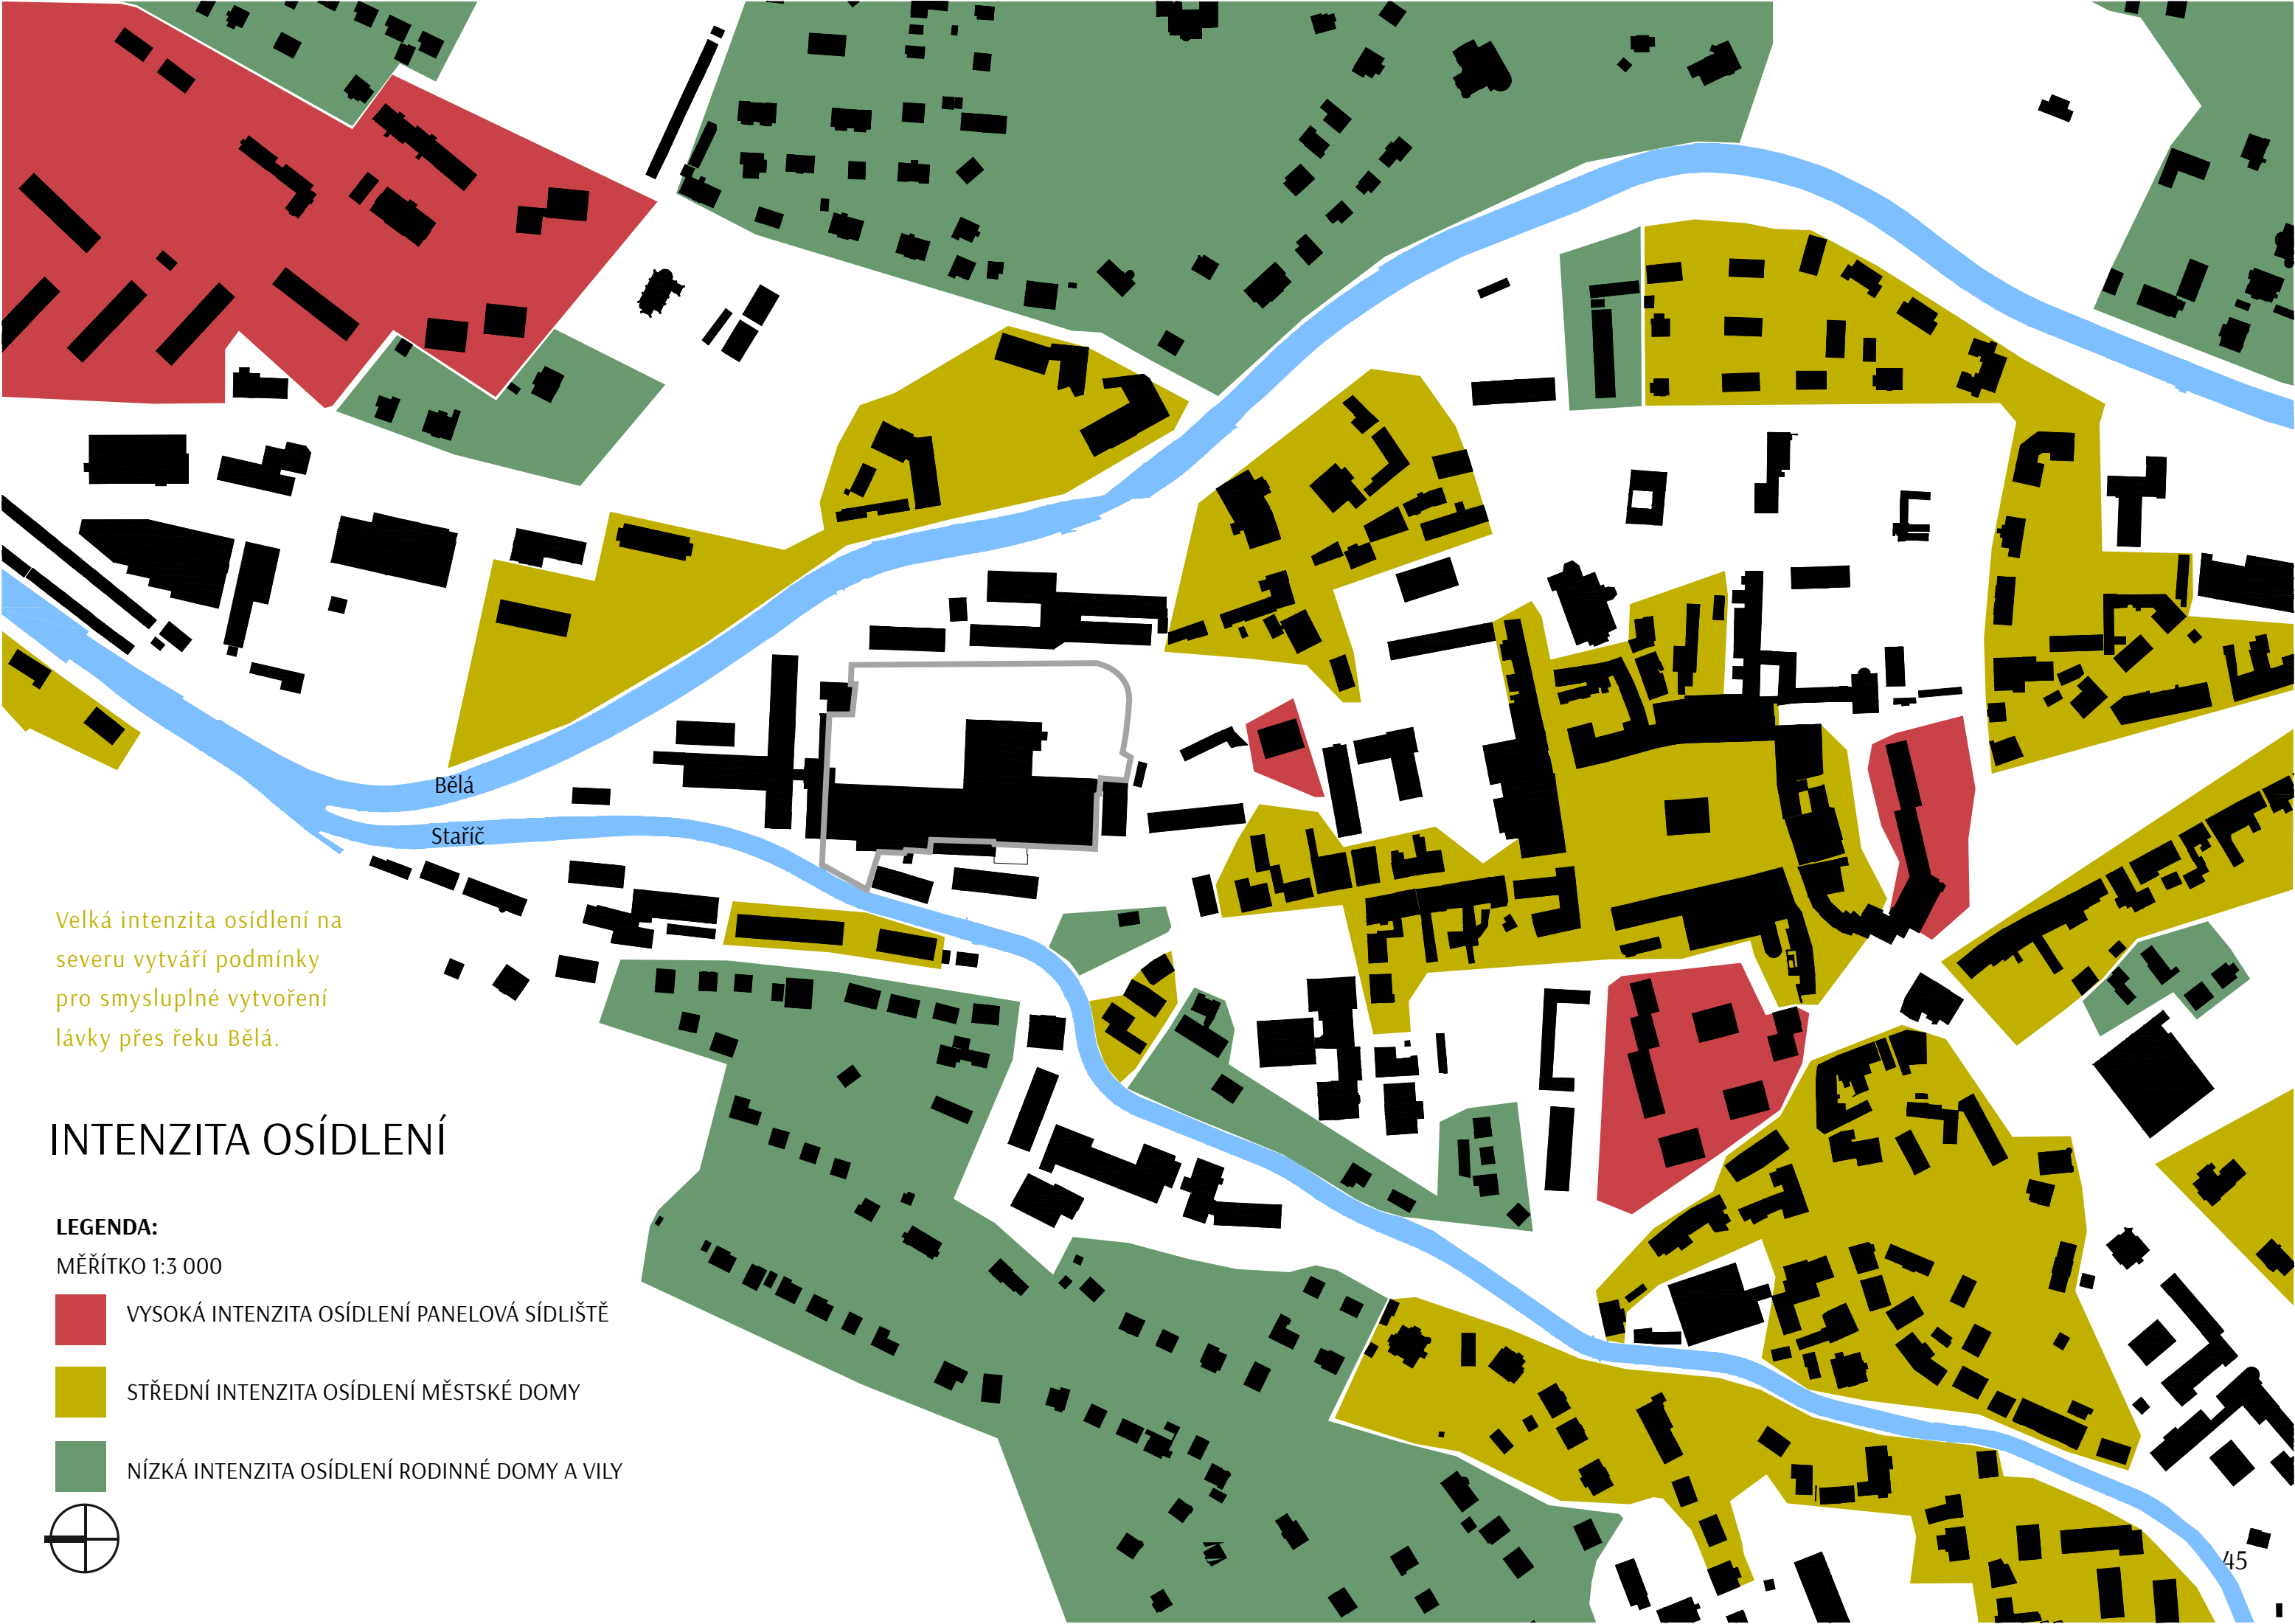 Bělá
Staříč
Velká intenzita osídlení na
severu vytváří podmínky
pro smysluplné vytvoření
lávky přes řeku Bělá.
INTENZITA OSÍDLENÍ
LEGENDA:
MĚŘÍTKO 1:3 000
VYSOKÁ INTENZITA OSÍDLENÍ PANELOVÁ SÍDLIŠTĚ
STŘEDNÍ INTENZITA OSÍDLENÍ MĚSTSKÉ DOMY
NÍZKÁ INTENZITA OSÍDLENÍ RODINNÉ DOMY A VILY
45